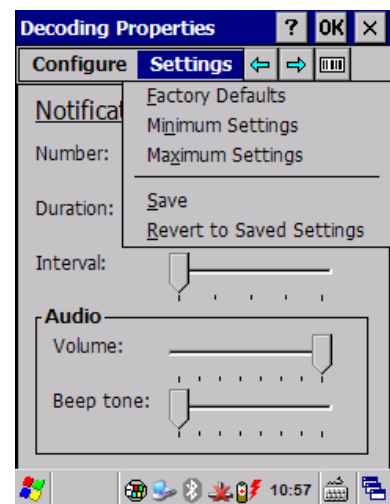 Decoding Properties ? OK ×
Configure Settings
Factory Defaults
Minimum Settings
Maximum Settings
Save
Revert to Saved Settings
Notificat
Number:
Duration:
Interval:
Audio
Volume:
Beep tone:
10:57